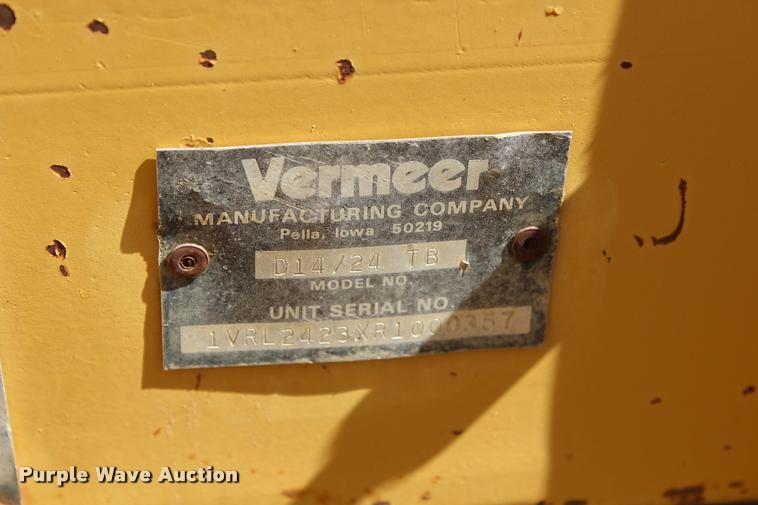 Vermeer
MANUFACTURING COMPANY
Pella, Iowa 50219
D14/24 TB
MODEL NO.
UNIT SERIAL NO.
1VRL2423XR1000357
Purple Wave Auction